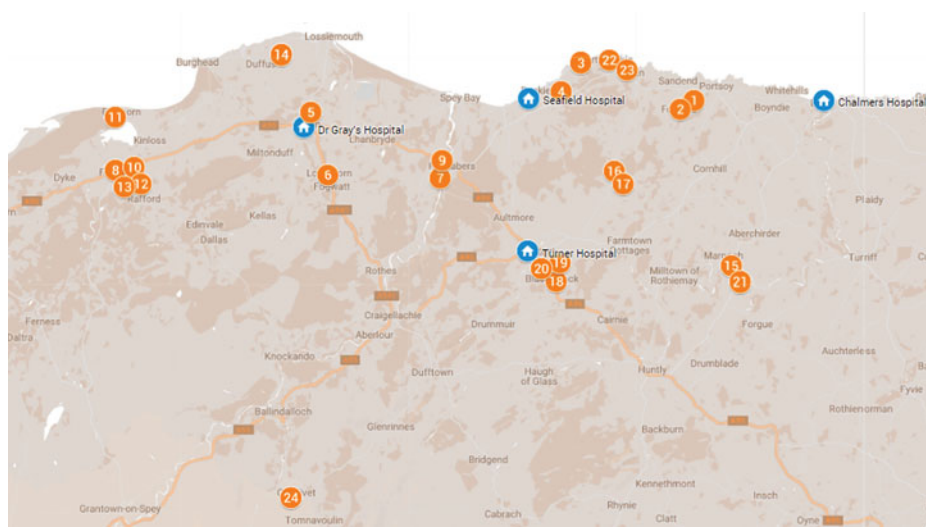 Lossiemouth
Burghead
14
3
22
23
Sandend
Portsoy
4
Seafield Hospital
Spey Bay
1
2
Whitehills
Boyndie
Chalmers Hospital
11
Kinloss
5
Dr Gray's Hospital
Lhanbryde
Miltonduff
9
7
Cornhill
Plaidy
8
10
13
12
Dyke
Rafford
6
Fogwatt
16
17
Edinvale
Dallas
Kellas
Aultmore
Aberchirder
Turner Hospital
Farmtown
Cottages
20
19
18
Milltown of
Rothiemay
15
21
Turriff
Rothes
Ferness
Craigellachie
Aberlour
Drummuir
Cairnie
Forgue
Knockando
Dufftown
Haugh
of Glass
Huntly
Drumblade
Auchterless
Fyvie
Ballindalloch
Glenrinnes
Backburn
Rothienorman
Bridgend
Kennethmont
Insch
24
Grantown-on-Spey
Tomnavoulin
Cabrach
Rhynie
Clatt
Oyne